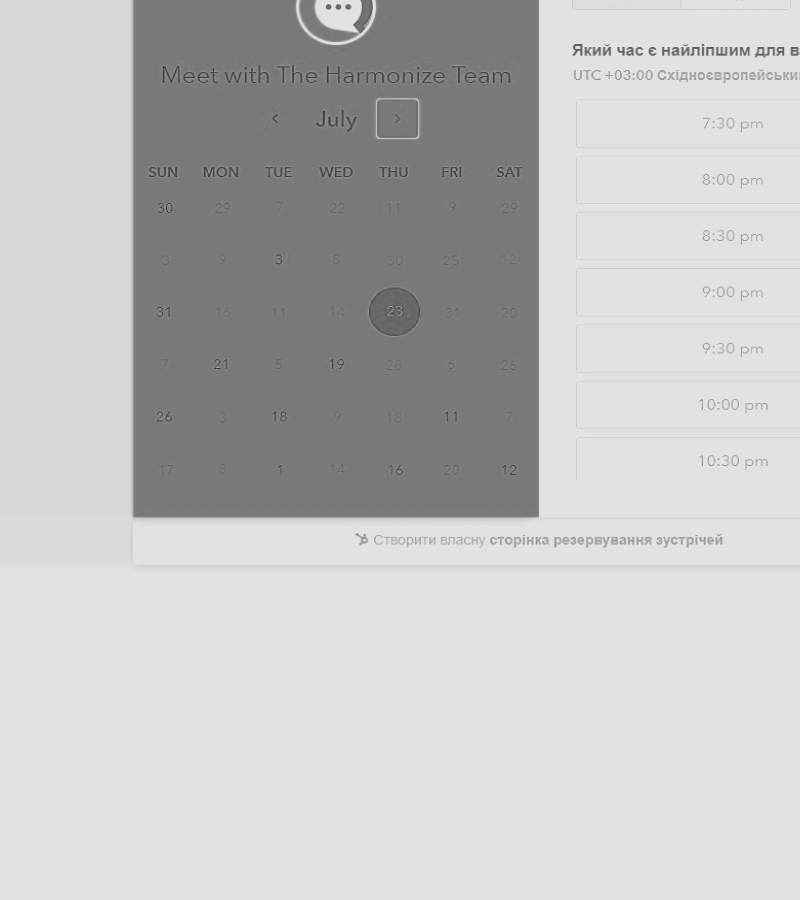 Meet with The Harmonize Team
July
SUN MON TUE WED THU FRI SAT
30 29 7 22 11 9 29
3 9 3 5 30 25 12
31 16 11 14 23 31 20
7 21 5 19 28 6 26
26 3 18 9 18 11 7
17 8 1 14 16 20 12
Який час є найліпшим для
UTC +03:00
7:30 pm
8:00 pm
8:30 pm
9:00 pm
9:30 pm
10:00 pm
10:30 pm
Створити власну сторінка резервування зустрічей